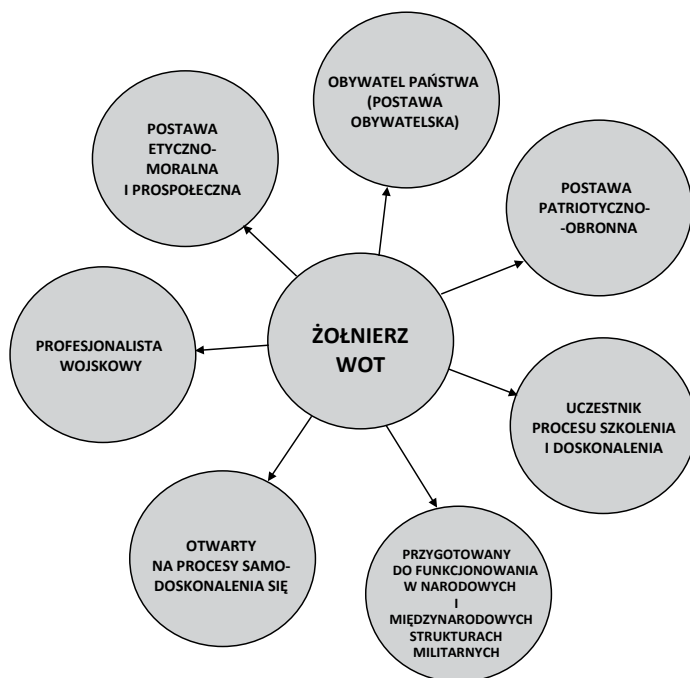 OBYWATEL PAŃSTWA
(POSTAWA
OBYWATELSKA)
POSTAWA
ETYCZNO-
MORALNA
I PROSPOŁECZNA
POSTAWA
PATRIOTYCZNO-
-OBRONNA
ŻOŁNIERZ
WOT
PROFESJONALISTA
WOJSKOWY
UCZESTNIK
PROCESU SZKOLENIA
I DOSKONALENIA
OTWARTY
NA PROCESY SAMO-
DOSKONALENIA SIĘ
PRZYGOTOWANY
DO FUNKCJONOWANIA
W NARODOWYCH
I
MIĘDZYNARODOWYCH
STRUKTURACH
MILITARNYCH